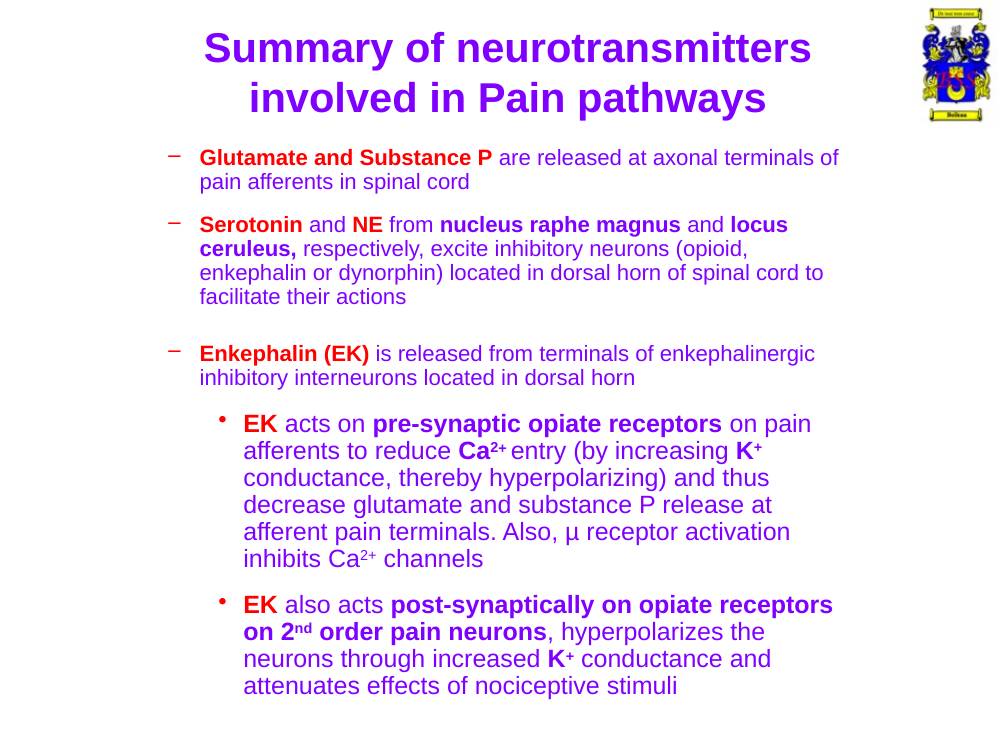 Summary of neurotransmitters
involved in Pain pathways
– Glutamate and Substance P are released at axonal terminals of
pain afferents in spinal cord
– Serotonin and NE from nucleus raphe magnus and locus
ceruleus, respectively, excite inhibitory neurons (opioid,
enkephalin or dynorphin) located in dorsal horn of spinal cord to
facilitate their actions
– Enkephalin (EK) is released from terminals of enkephalinergic
inhibitory interneurons located in dorsal horn
• EK acts on pre-synaptic opiate receptors on pain
afferents to reduce Ca²⁺ entry (by increasing K⁺
conductance, thereby hyperpolarizing) and thus
decrease glutamate and substance P release at
afferent pain terminals. Also, µ receptor activation
inhibits Ca²⁺ channels
• EK also acts post-synaptically on opiate receptors
on 2ⁿᵈ order pain neurons, hyperpolarizes the
neurons through increased K⁺ conductance and
attenuates effects of nociceptive stimuli